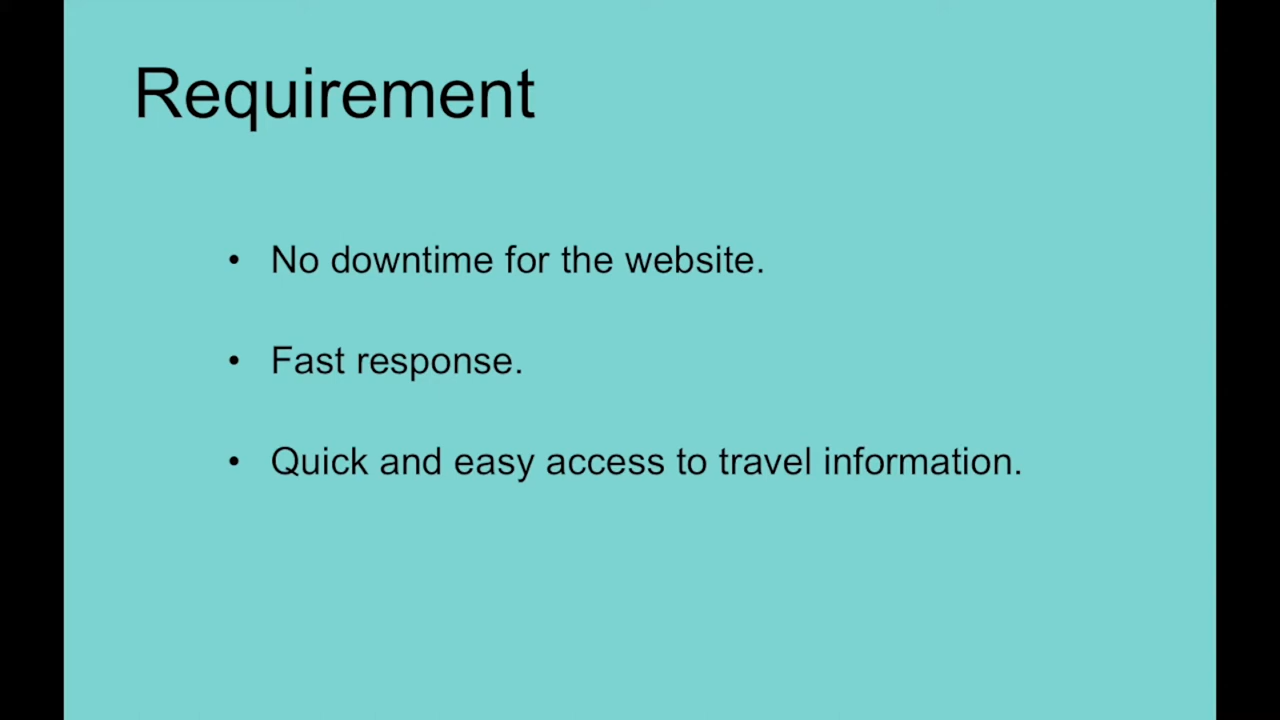 Requirement
• No downtime for the website.
• Fast response.
• Quick and easy access to travel information.